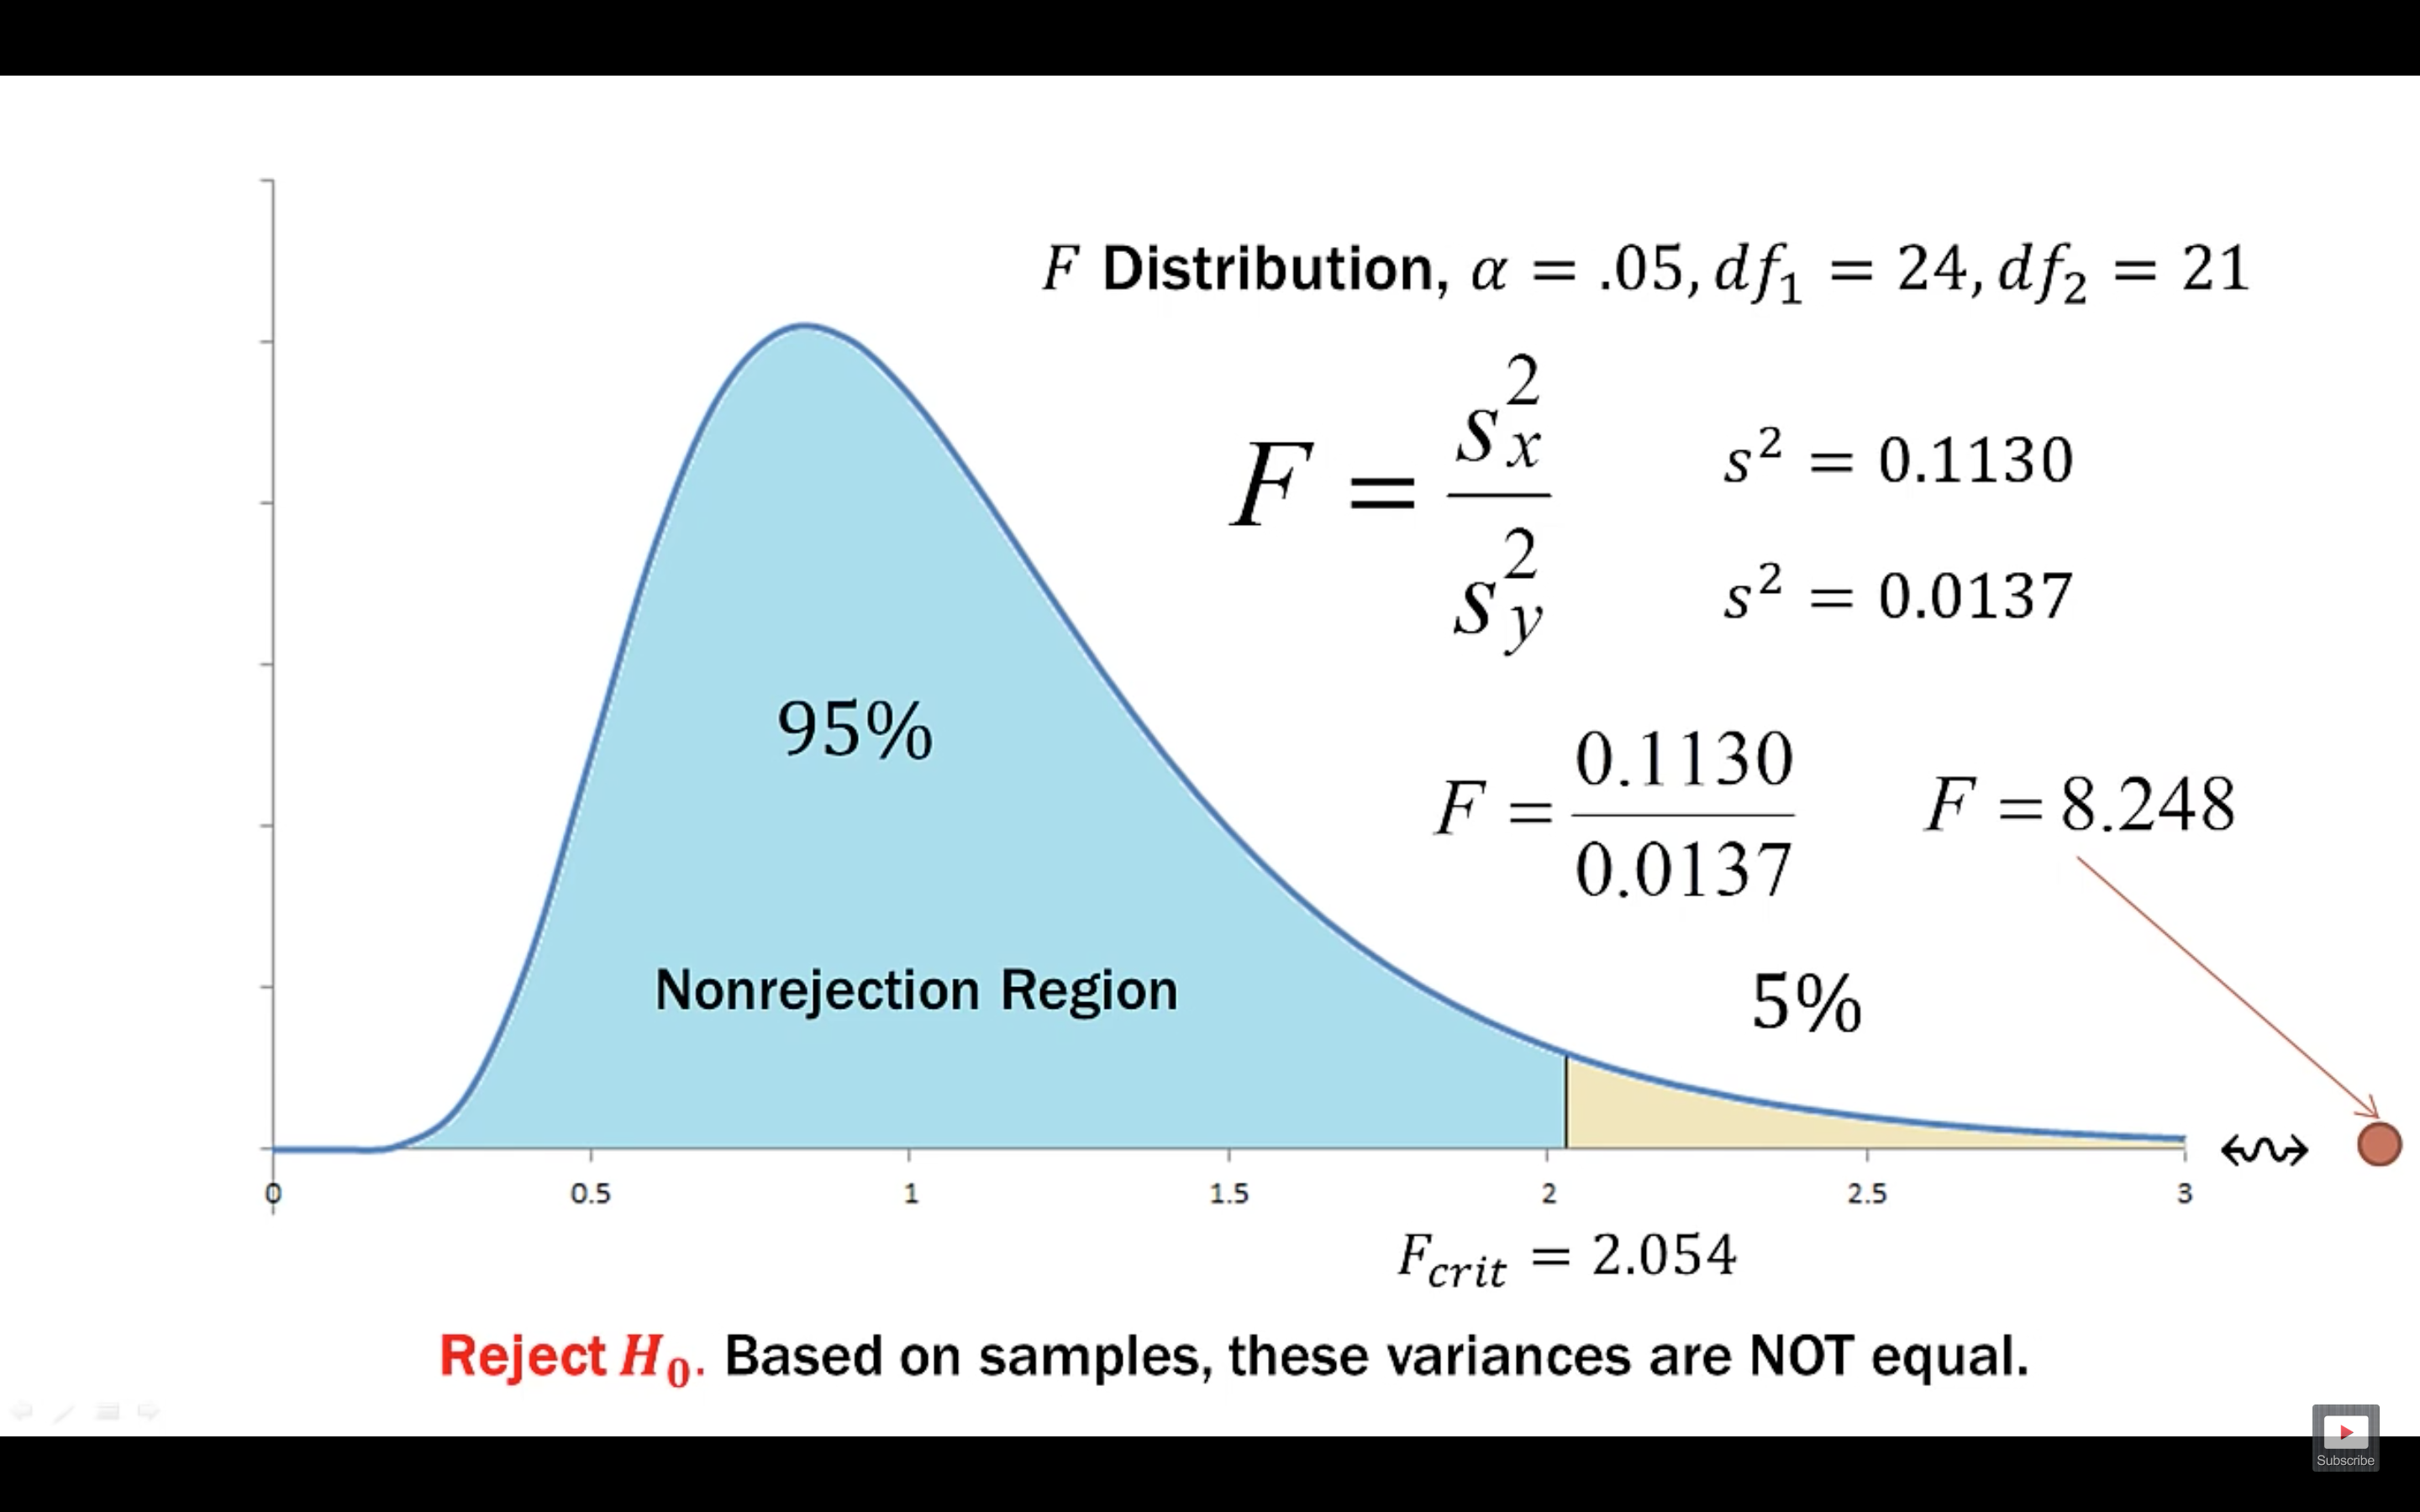 F Distribution, α = .05, df₁ = 24, df₂ = 21
F = s²x / s²y
s² = 0.1130
s² = 0.0137
95%
F = 0.1130 / 0.0137
F = 8.248
Nonrejection Region
5%
0 0.5 1 1.5 2 2.5 3
Fcrit = 2.054
Reject H₀. Based on samples, these variances are NOT equal.
Subscribe